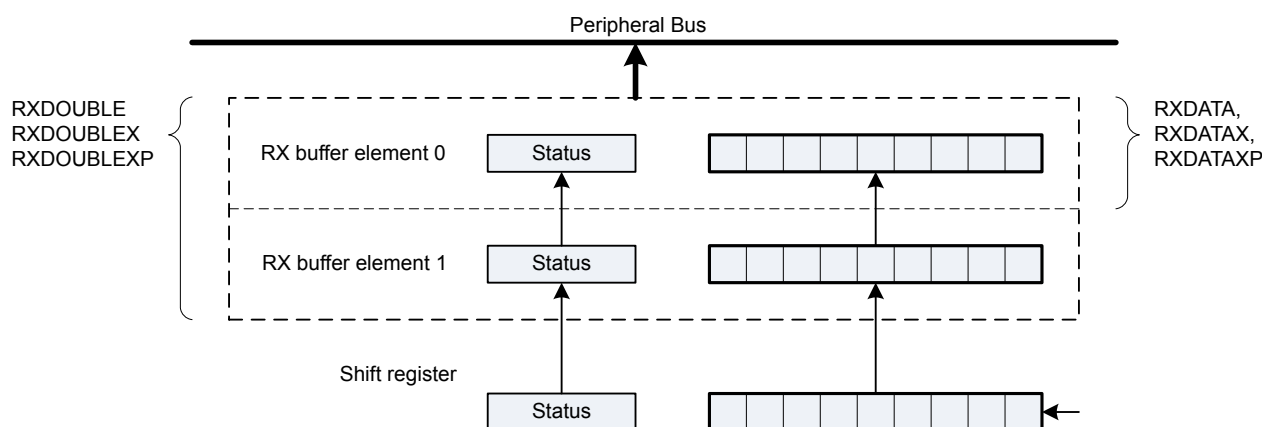 Peripheral Bus
RXDOUBLE
RXDOUBLEX
RXDOUBLEXP
RXDATA,
RXDATAX,
RXDATAXP
RX buffer element 0
Status
RX buffer element 1
Status
Shift register
Status